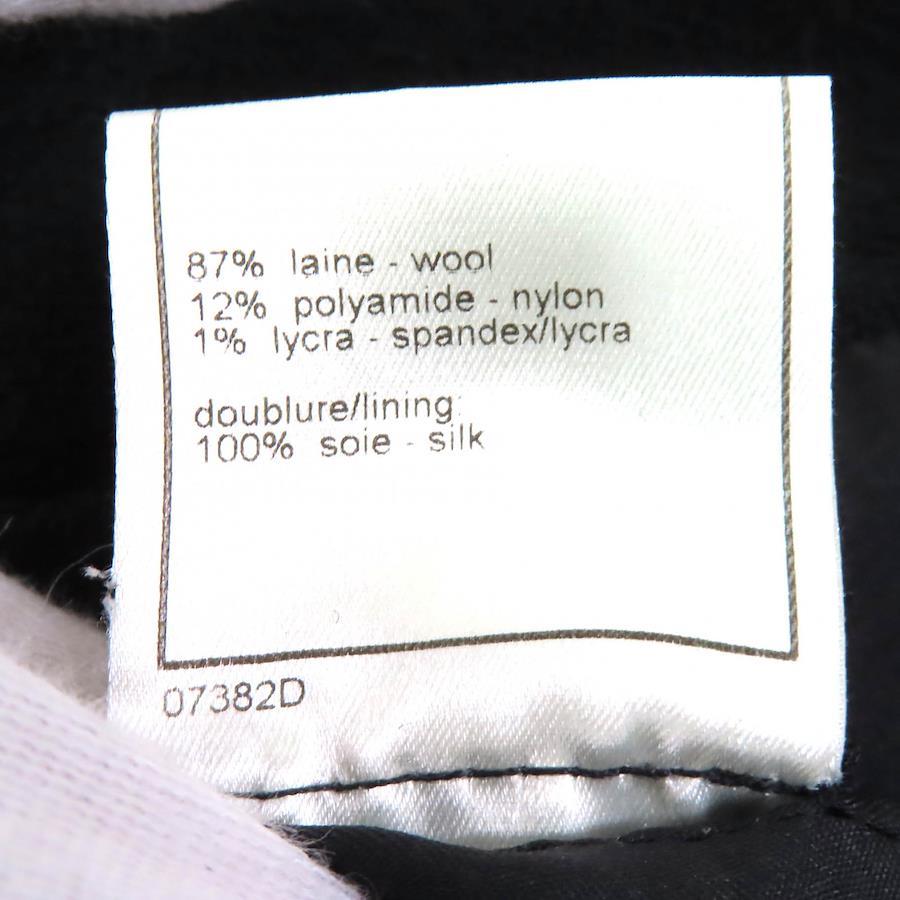 87% laine - wool
12% polyamide - nylon
1% lycra - spandex/lycra
doublure/lining:
100% soie - silk
07382D